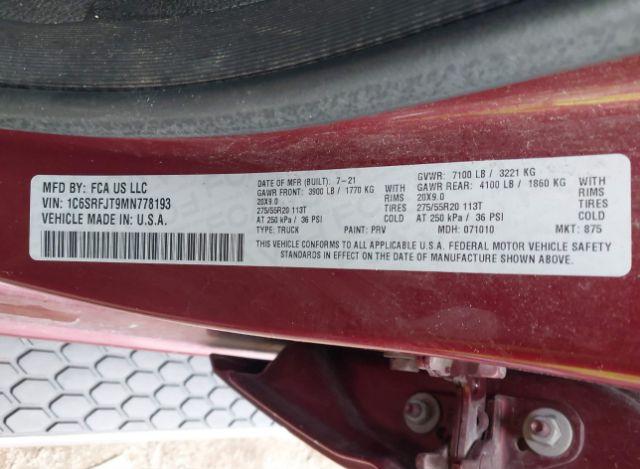 MFD BY: FCA US LLC
VIN: 1C6SRFJT9MN778193
VEHICLE MADE IN U.S.A.
DATE OF MFR (BUILT). 7-21
GAWR FRONT: 3900 LB / 1770 KG WITH
20X9.0 RIMS
275/55R20 113T TIRES
AT 250 kPa / 36 PSI COLD
TYPE: TRUCK PAINT: PRV
GVWR: 7100 LB / 3221 KG
GAWR REAR: 4100 LB / 1860 KG WITH
20X9.0 RIMS
275/55R20 113T TIRES
AT 250 kPa / 36 PSI COLD
MDH: 071010 MKT: 875
THIS VEHICLE CONFORMS TO ALL APPLICABLE U.S.A. FEDERAL MOTOR VEHICLE SAFETY
STANDARDS IN EFFECT ON THE DATE OF MANUFACTURE SHOWN ABOVE.